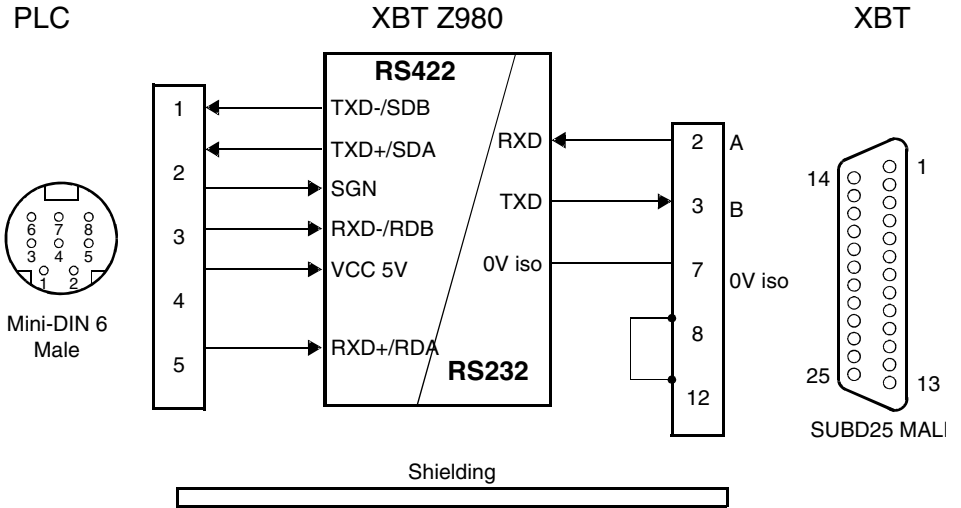 PLC XBT Z980 XBT
RS422
1 TXD-/SDB
TXD+/SDA
2
SGN
3 RXD-/RDB
VCC 5V
4
RXD+/RDA
5
RXD
TXD
0V iso
RS232
2 A
3 B
7 0V iso
8
12
6 7 8
3 4 5
1 2
Mini-DIN 6
Male
14 1
25 13
SUBD25 MAL
Shielding